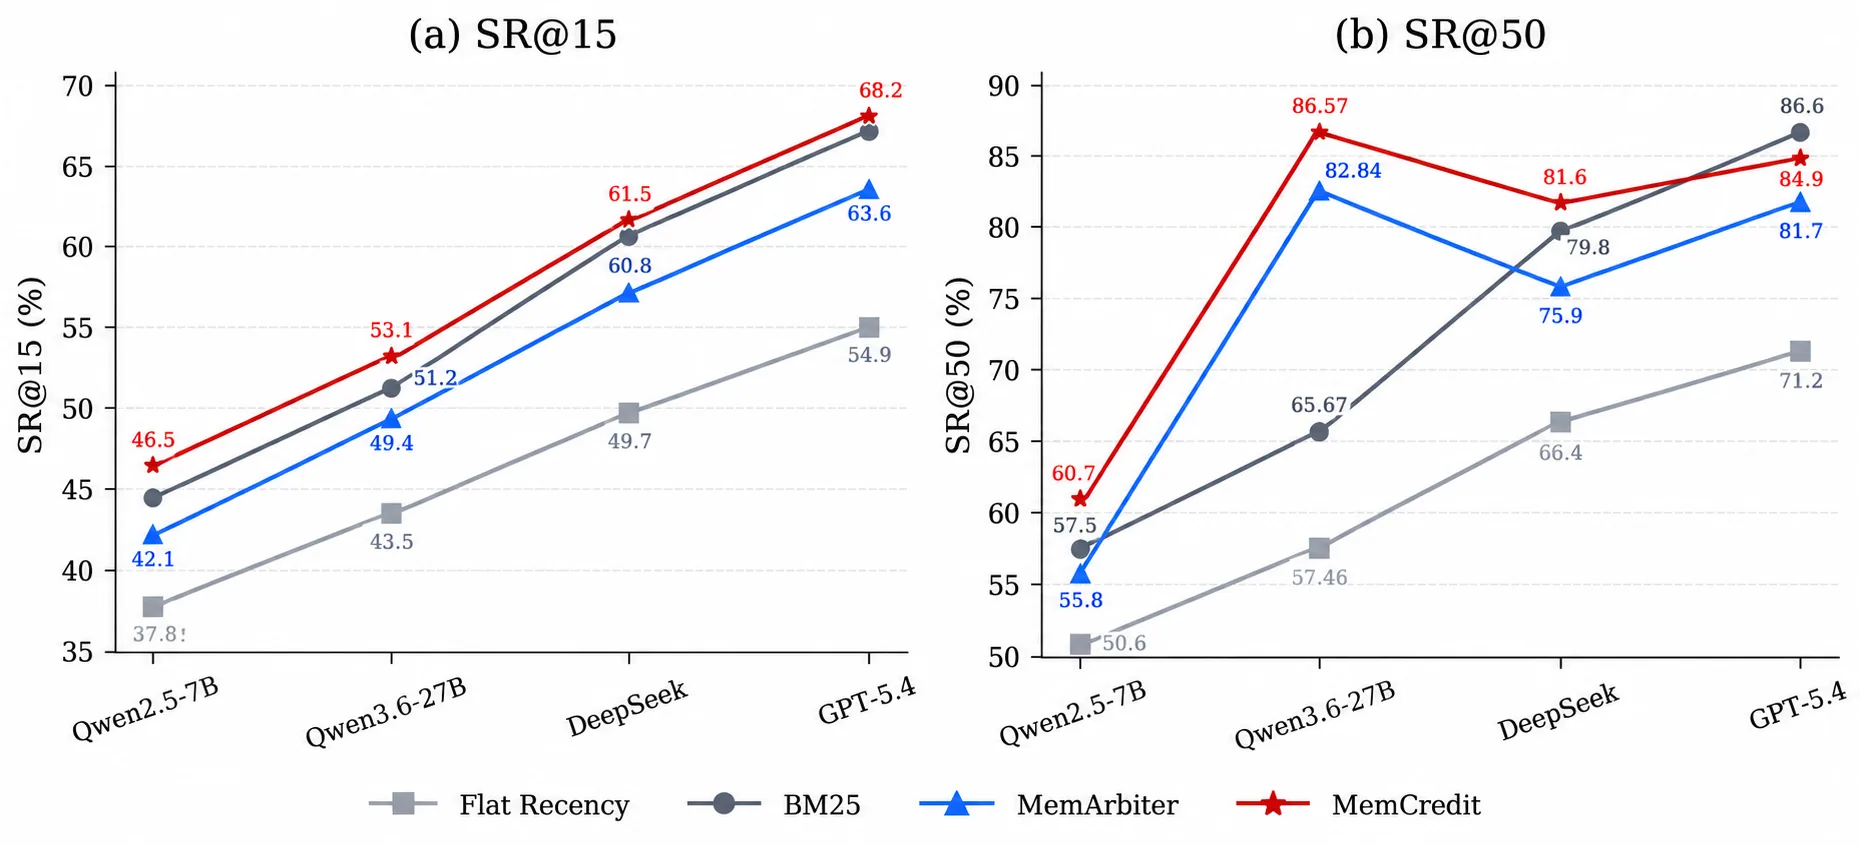 (a) SR@15
SR@15 (%)
70
65
60
55
50
45
40
35
46.5
42.1
37.8!
53.1
51.2
49.4
43.5
61.5
60.8
49.7
68.2
63.6
54.9
Qwen2.5-7B
Qwen3.6-27B
DeepSeek
GPT-5.4
(b) SR@50
SR@50 (%)
90
85
80
75
70
65
60
55
50
60.7
57.5
55.8
50.6
86.57
82.84
65.67
57.46
81.6
79.8
75.9
66.4
86.6
84.9
81.7
71.2
Qwen2.5-7B
Qwen3.6-27B
DeepSeek
GPT-5.4
Flat Recency
BM25
MemArbiter
MemCredit